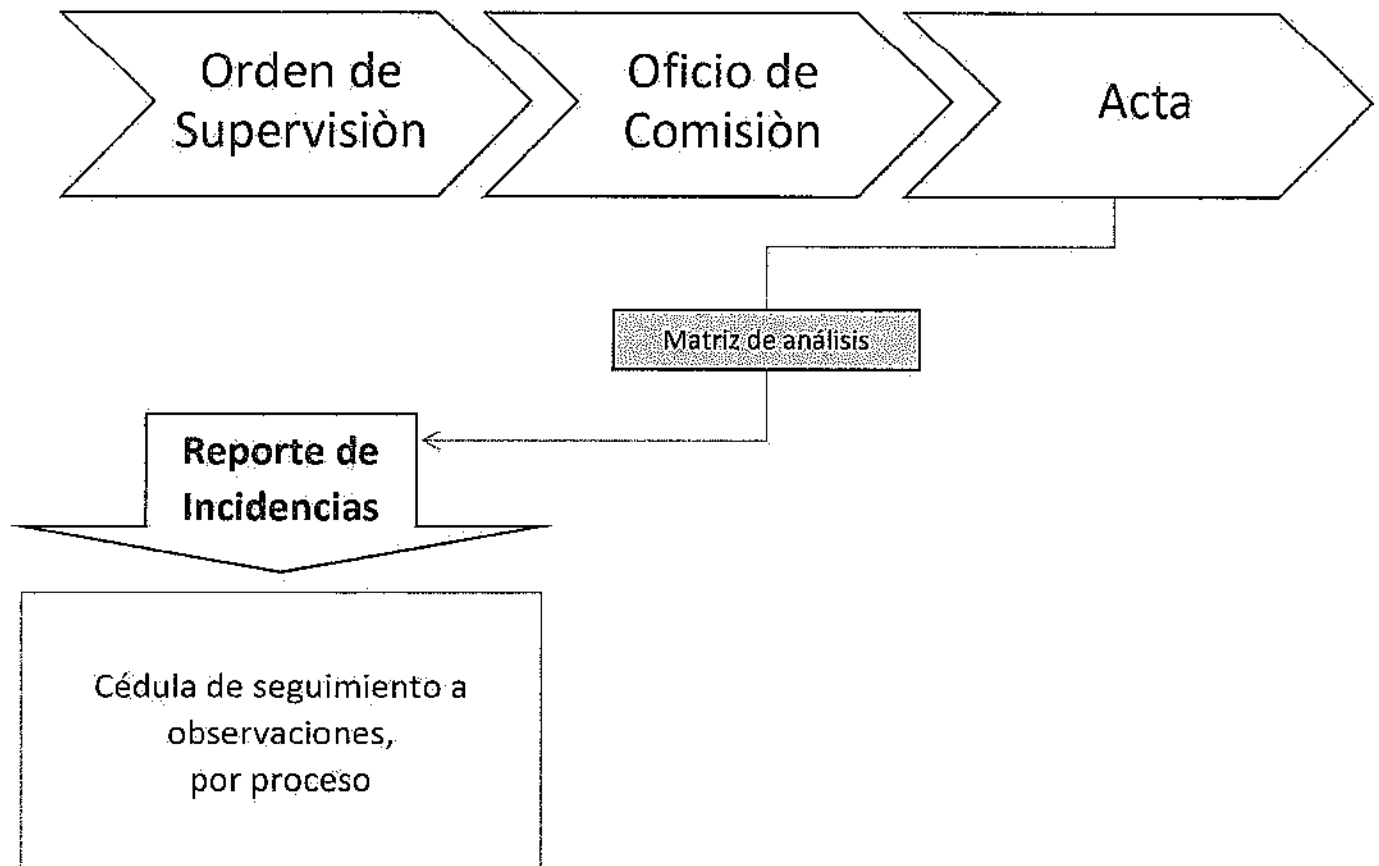 Orden de
Supervisiòn
Oficio de
Comisiòn
Acta
Matriz de análisis
Reporte de
Incidencias
Cédula de seguimiento a
observaciones,
por proceso